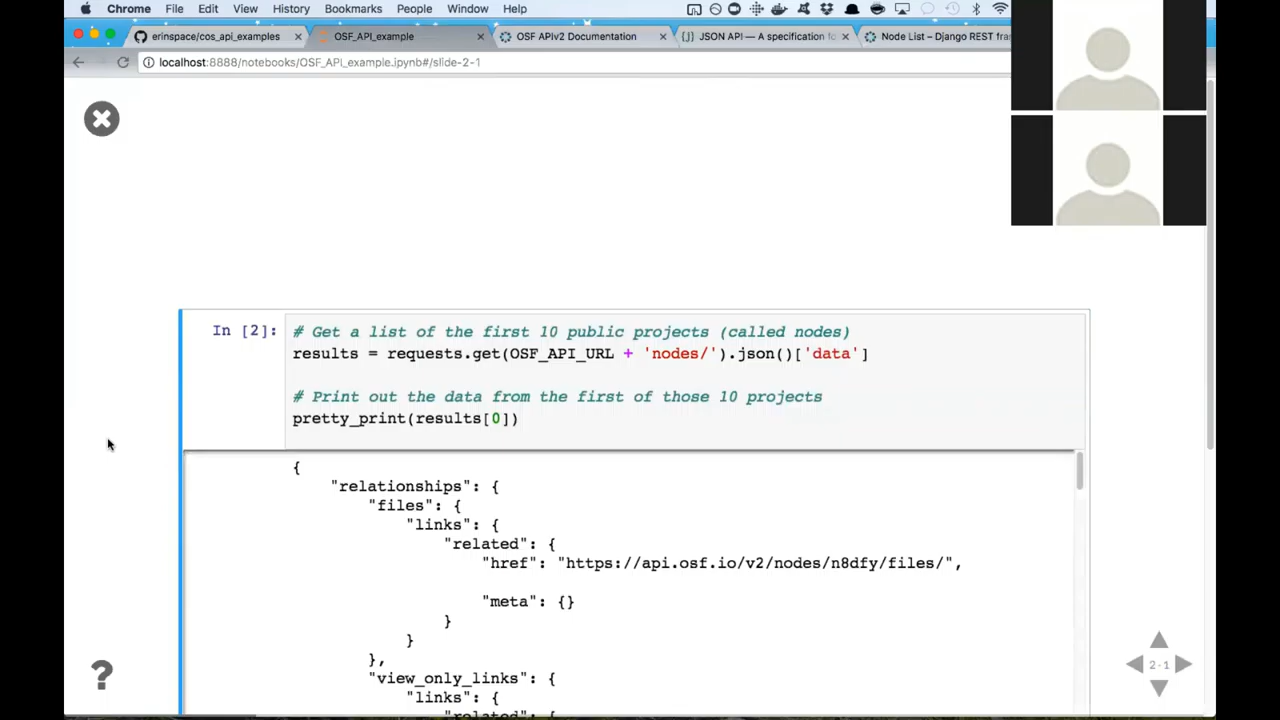 Chrome File Edit View History Bookmarks People Window Help
erinspace/cos_api_examples
OSF_API_example
OSF APIv2 Documentation
{} JSON API — A specification fo
Node List – Django REST fram
localhost:8888/notebooks/OSF_API_example.ipynb#/slide-2-1
In [2]:
# Get a list of the first 10 public projects (called nodes)
results = requests.get(OSF_API_URL + 'nodes/').json()['data']
# Print out the data from the first of those 10 projects
pretty_print(results[0])
{
"relationships": {
"files": {
"links": {
"related": {
"href": "https://api.osf.io/v2/nodes/n8dfy/files/",
"meta": {}
}
}
},
"view_only_links": {
"links": {
"related": {
?
2-1